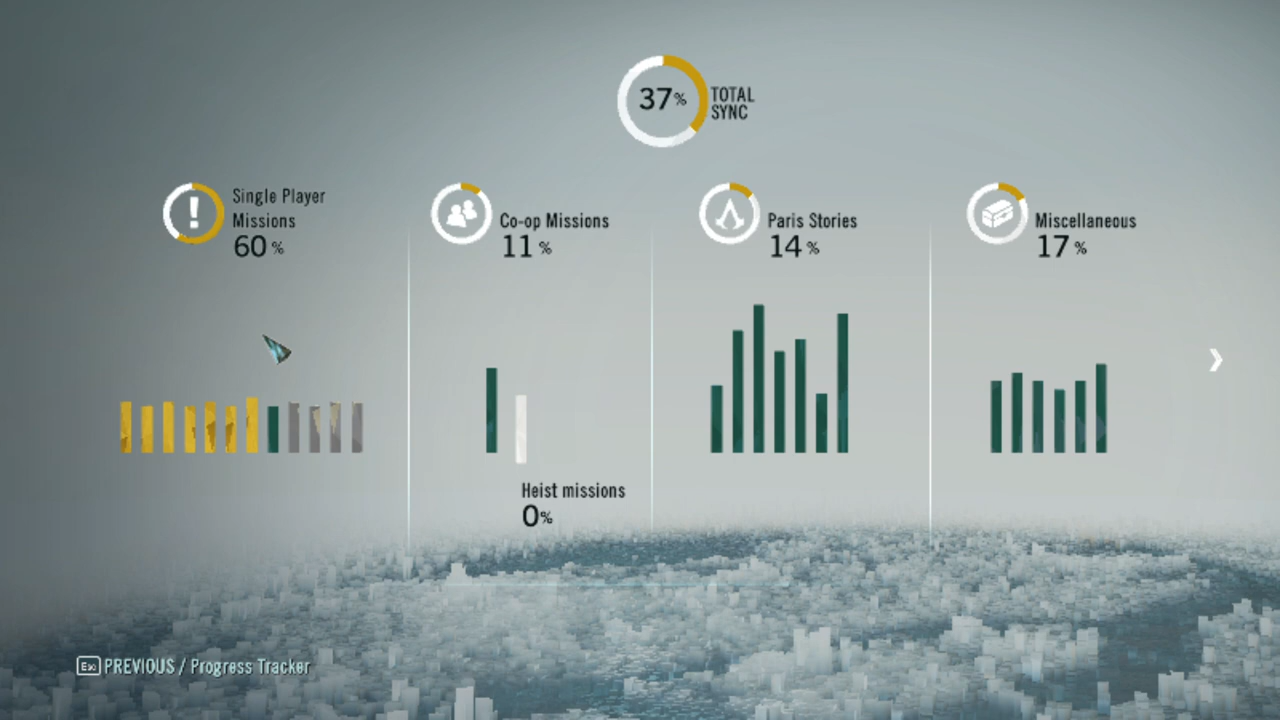 37%
TOTAL
SYNC
Single Player
Missions
60 %
Co-op Missions
11 %
Paris Stories
14 %
Miscellaneous
17 %
Heist missions
0%
Esc PREVIOUS / Progress Tracker